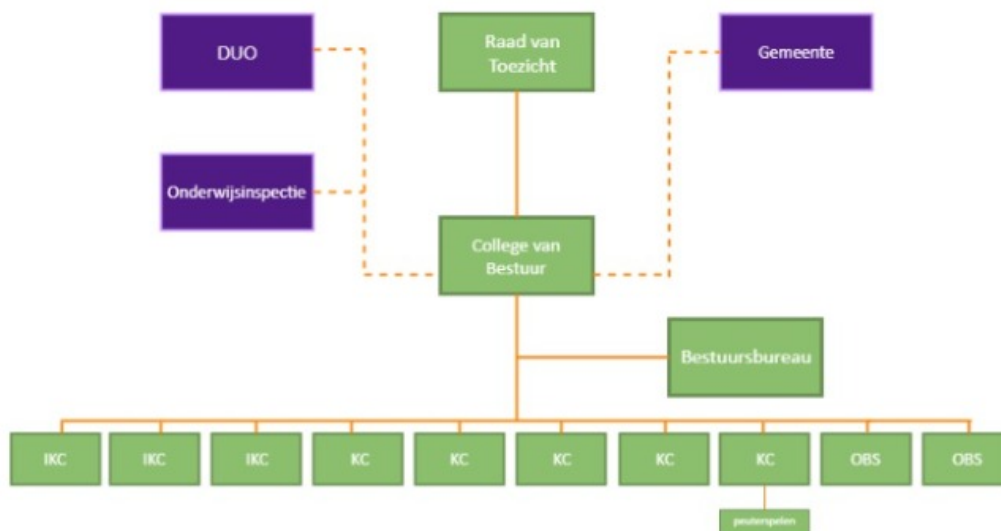 DUO
Raad van
Toezicht
Gemeente
Onderwijsinspectie
College van
Bestuur
Bestuursbureau
IKC
IKC
IKC
KC
KC
KC
KC
KC
OBS
OBS
peuterspelen